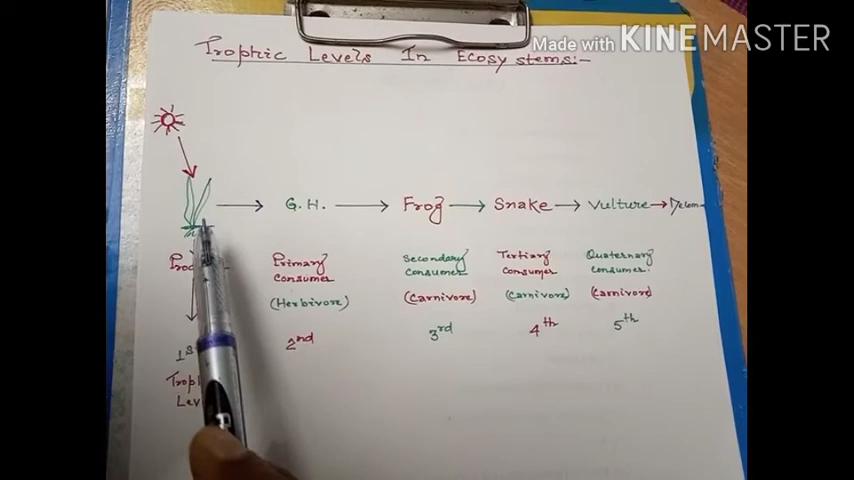 Made with KINEMASTER
Trophic Levels In Ecosystems:-
G.H. Frog Snake Vulture
Primary Consumer
(Herbivore)
2nd
Secondary Consumer
(Carnivore)
3rd
Tertiary Consumer
(Carnivore)
4th
Quaternary Consumer.
(Carnivore)
5th